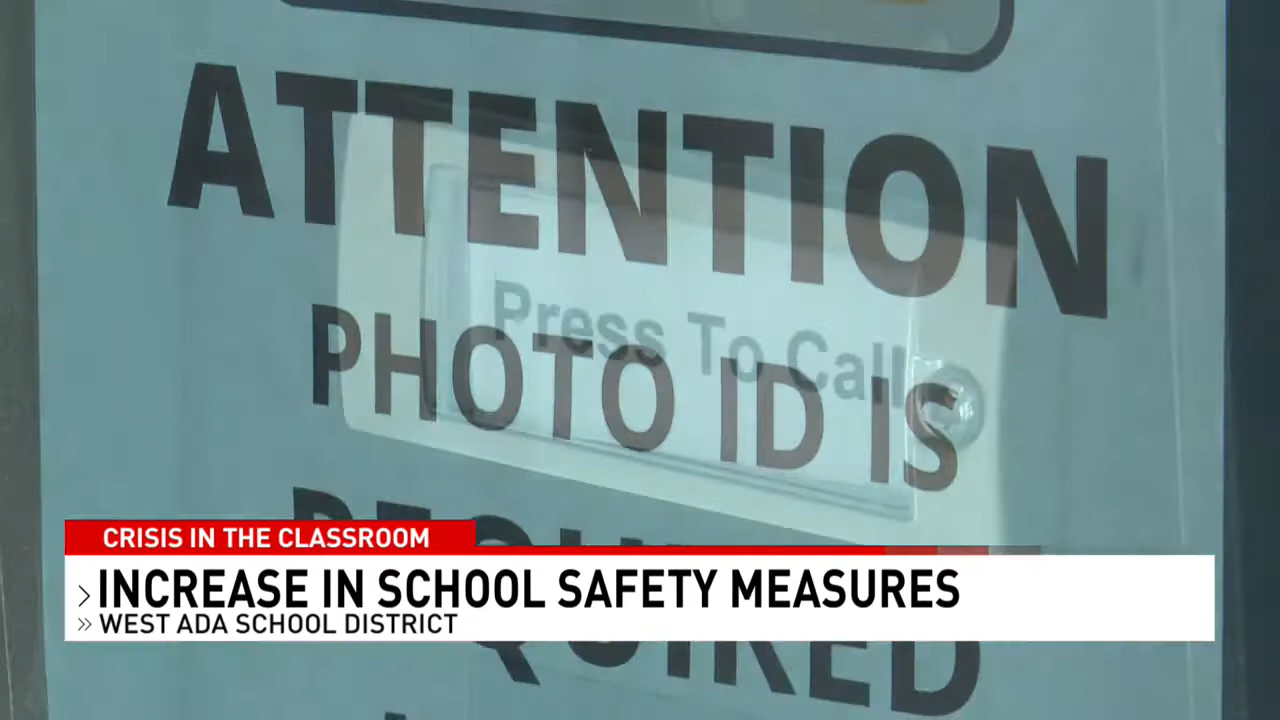 ATTENTION
Press To Call
PHOTO ID IS
REQUIRED
CRISIS IN THE CLASSROOM
INCREASE IN SCHOOL SAFETY MEASURES
WEST ADA SCHOOL DISTRICT